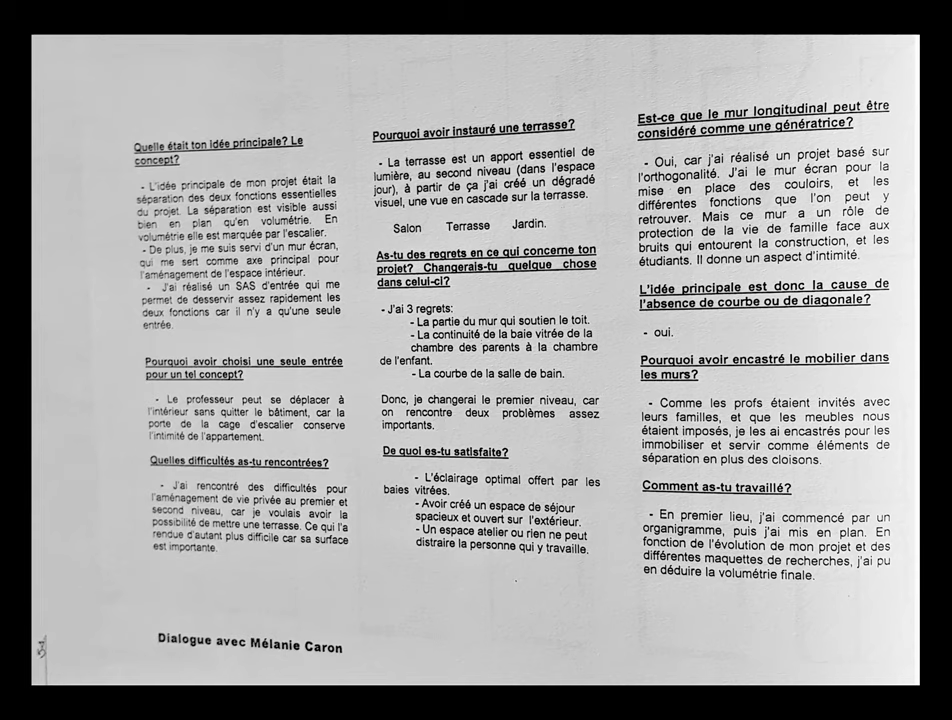 Quelle était ton idée principale? Le
concept?
- L'idée principale de mon projet était la
séparation des deux fonctions essentielles
du projet. La séparation est visible aussi
bien en plan qu'en volumétrie. En
volumétrie elle est marquée par l'escalier.
- De plus, je me suis servi d'un mur écran,
qui me sert comme axe principal pour
l'aménagement de l'espace intérieur.
- J'ai réalisé un SAS d'entrée qui me
permet de desservir assez rapidement les
deux fonctions car il n'y a qu'une seule
entrée.
Pourquoi avoir choisi une seule entrée
pour un tel concept?
- Le professeur peut se déplacer à
l'intérieur sans quitter le bâtiment, car la
porte de la cage d'escalier conserve
l'intimité de l'appartement.
Quelles difficultés as-tu rencontrées?
- J'ai rencontré des difficultés pour
l'aménagement de vie privée au premier et
second niveau, car je voulais avoir la
possibilité de mettre une terrasse. Ce qui l'a
rendue d'autant plus difficile car sa surface
est importante.
Pourquoi avoir instauré une terrasse?
- La terrasse est un apport essentiel de
lumière, au second niveau (dans l'espace
jour), à partir de ça j'ai créé un dégradé
visuel, une vue en cascade sur la terrasse.
Salon Terrasse Jardin.
As-tu des regrets en ce qui concerne ton
projet? Changerais-tu quelque chose
dans celui-ci?
- J'ai 3 regrets:
- La partie du mur qui soutien le toit.
- La continuité de la baie vitrée de la
chambre des parents à la chambre
de l'enfant.
- La courbe de la salle de bain.
Donc, je changerai le premier niveau, car
on rencontre deux problèmes assez
importants.
De quoi es-tu satisfaite?
- L'éclairage optimal offert par les
baies vitrées.
- Avoir créé un espace de séjour
spacieux et ouvert sur l'extérieur.
- Un espace atelier ou rien ne peut
distraire la personne qui y travaille.
Est-ce que le mur longitudinal peut être
considéré comme une génératrice?
- Oui, car j'ai réalisé un projet basé sur
l'orthogonalité. J'ai le mur écran pour la
mise en place des couloirs, et les
différentes fonctions que l'on peut y
retrouver. Mais ce mur a un rôle de
protection de la vie de famille face aux
bruits qui entourent la construction, et les
étudiants. Il donne un aspect d'intimité.
L'idée principale est donc la cause de
l'absence de courbe ou de diagonale?
- oui.
Pourquoi avoir encastré le mobilier dans
les murs?
- Comme les profs étaient invités avec
leurs familles, et que les meubles nous
étaient imposés, je les ai encastrés pour les
immobiliser et servir comme éléments de
séparation en plus des cloisons.
Comment as-tu travaillé?
- En premier lieu, j'ai commencé par un
organigramme, puis j'ai mis en plan. En
fonction de l'évolution de mon projet et des
différentes maquettes de recherches, j'ai pu
en déduire la volumétrie finale.
Dialogue avec Mélanie Caron